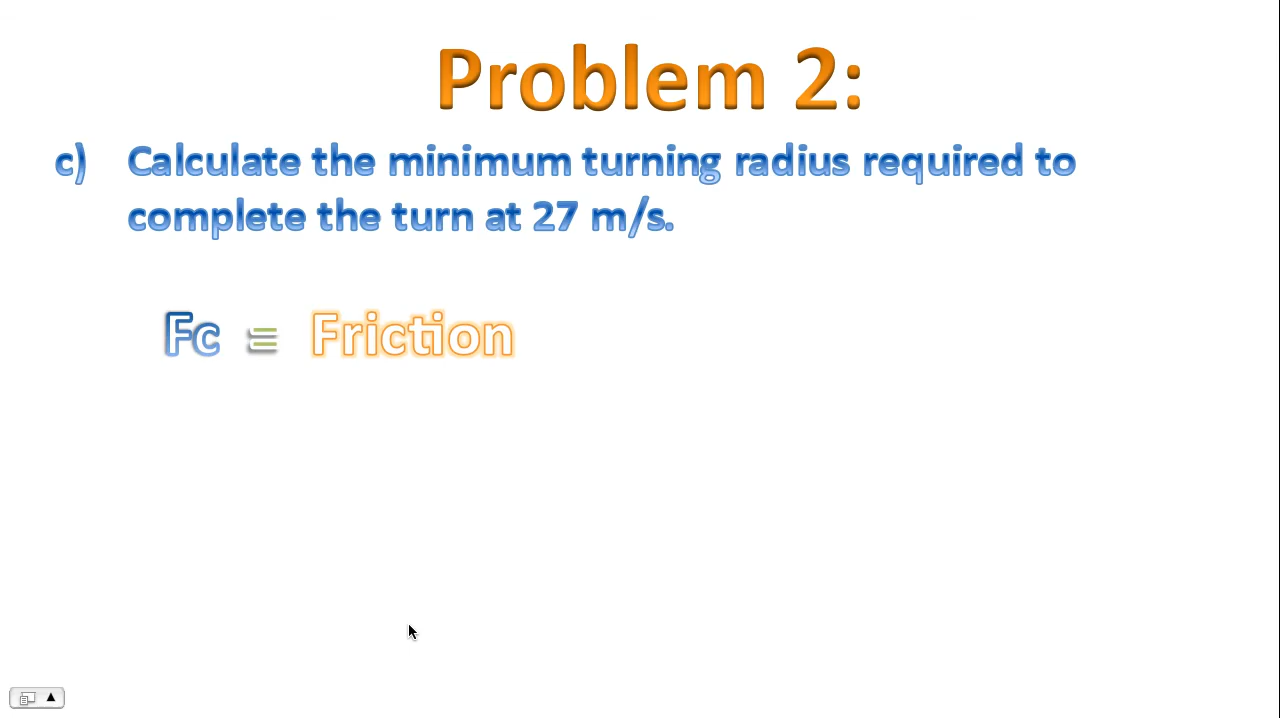 Problem 2:
c) Calculate the minimum turning radius required to
complete the turn at 27 m/s.
Fc = Friction